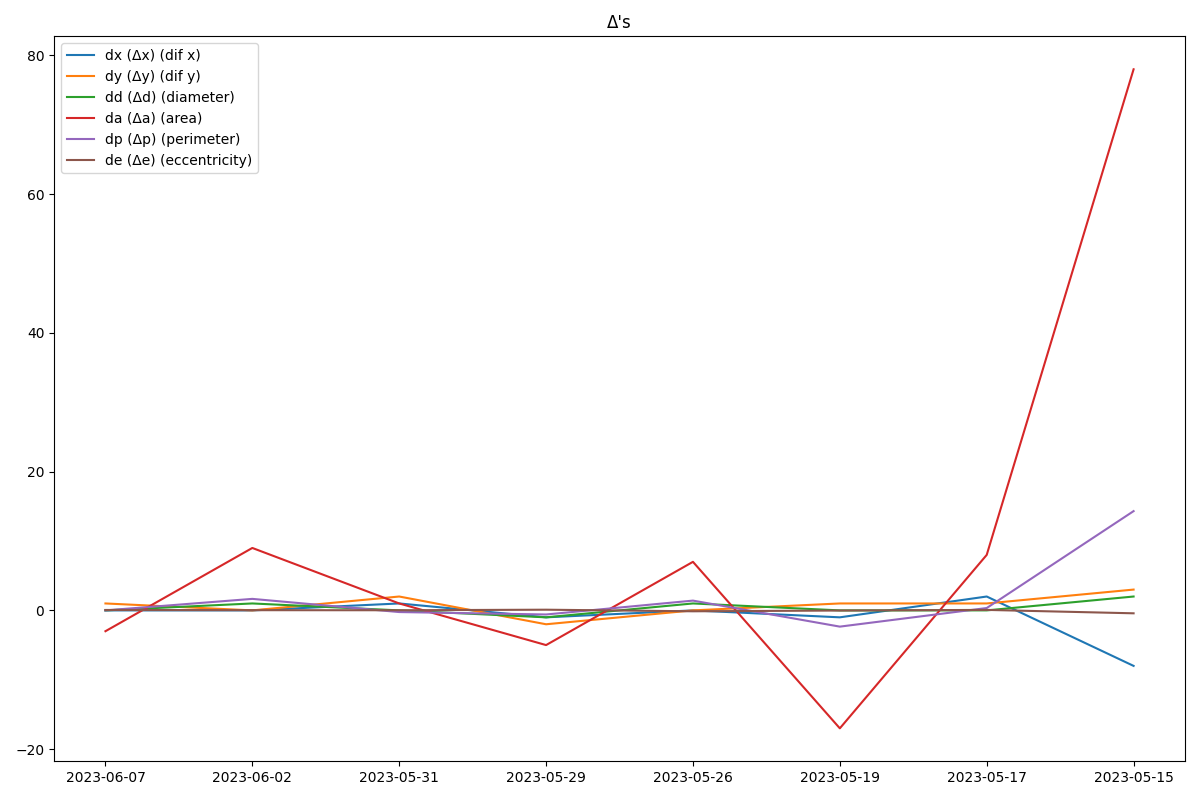 Δ's
dx (Δx) (dif x)
dy (Δy) (dif y)
dd (Δd) (diameter)
da (Δa) (area)
dp (Δp) (perimeter)
de (Δe) (eccentricity)
80
60
40
20
0
−20
2023-06-07 2023-06-02 2023-05-31 2023-05-29 2023-05-26 2023-05-19 2023-05-17 2023-05-15